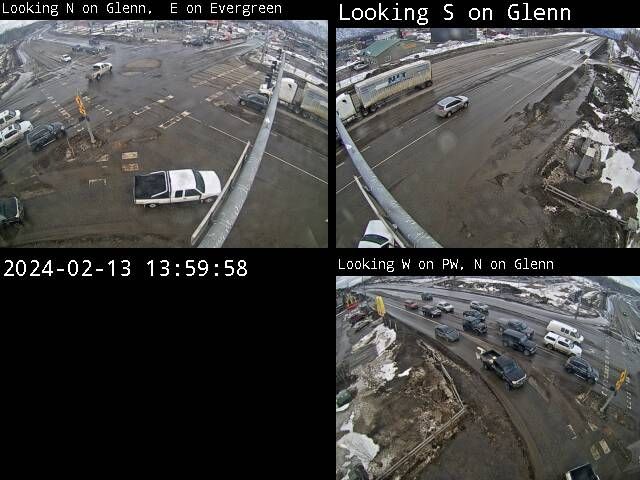 Looking N on Glenn,  E on Evergreen
Looking S on Glenn
2024-02-13 13:59:58
Looking W on PW, N on Glenn